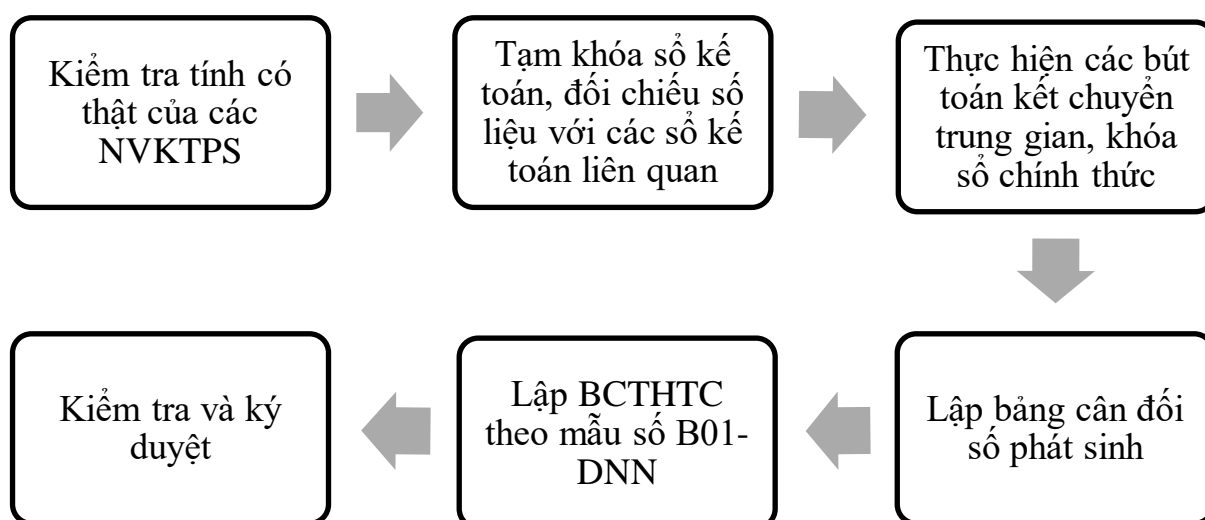 Kiểm tra tính có
thật của các
NVKTPS
Tạm khóa sổ kế
toán, đối chiếu số
liệu với các sổ kế
toán liên quan
Thực hiện các bút
toán kết chuyển
trung gian, khóa
sổ chính thức
Lập bảng cân đối
số phát sinh
Lập BCTHTC
theo mẫu số B01-
DNN
Kiểm tra và ký
duyệt